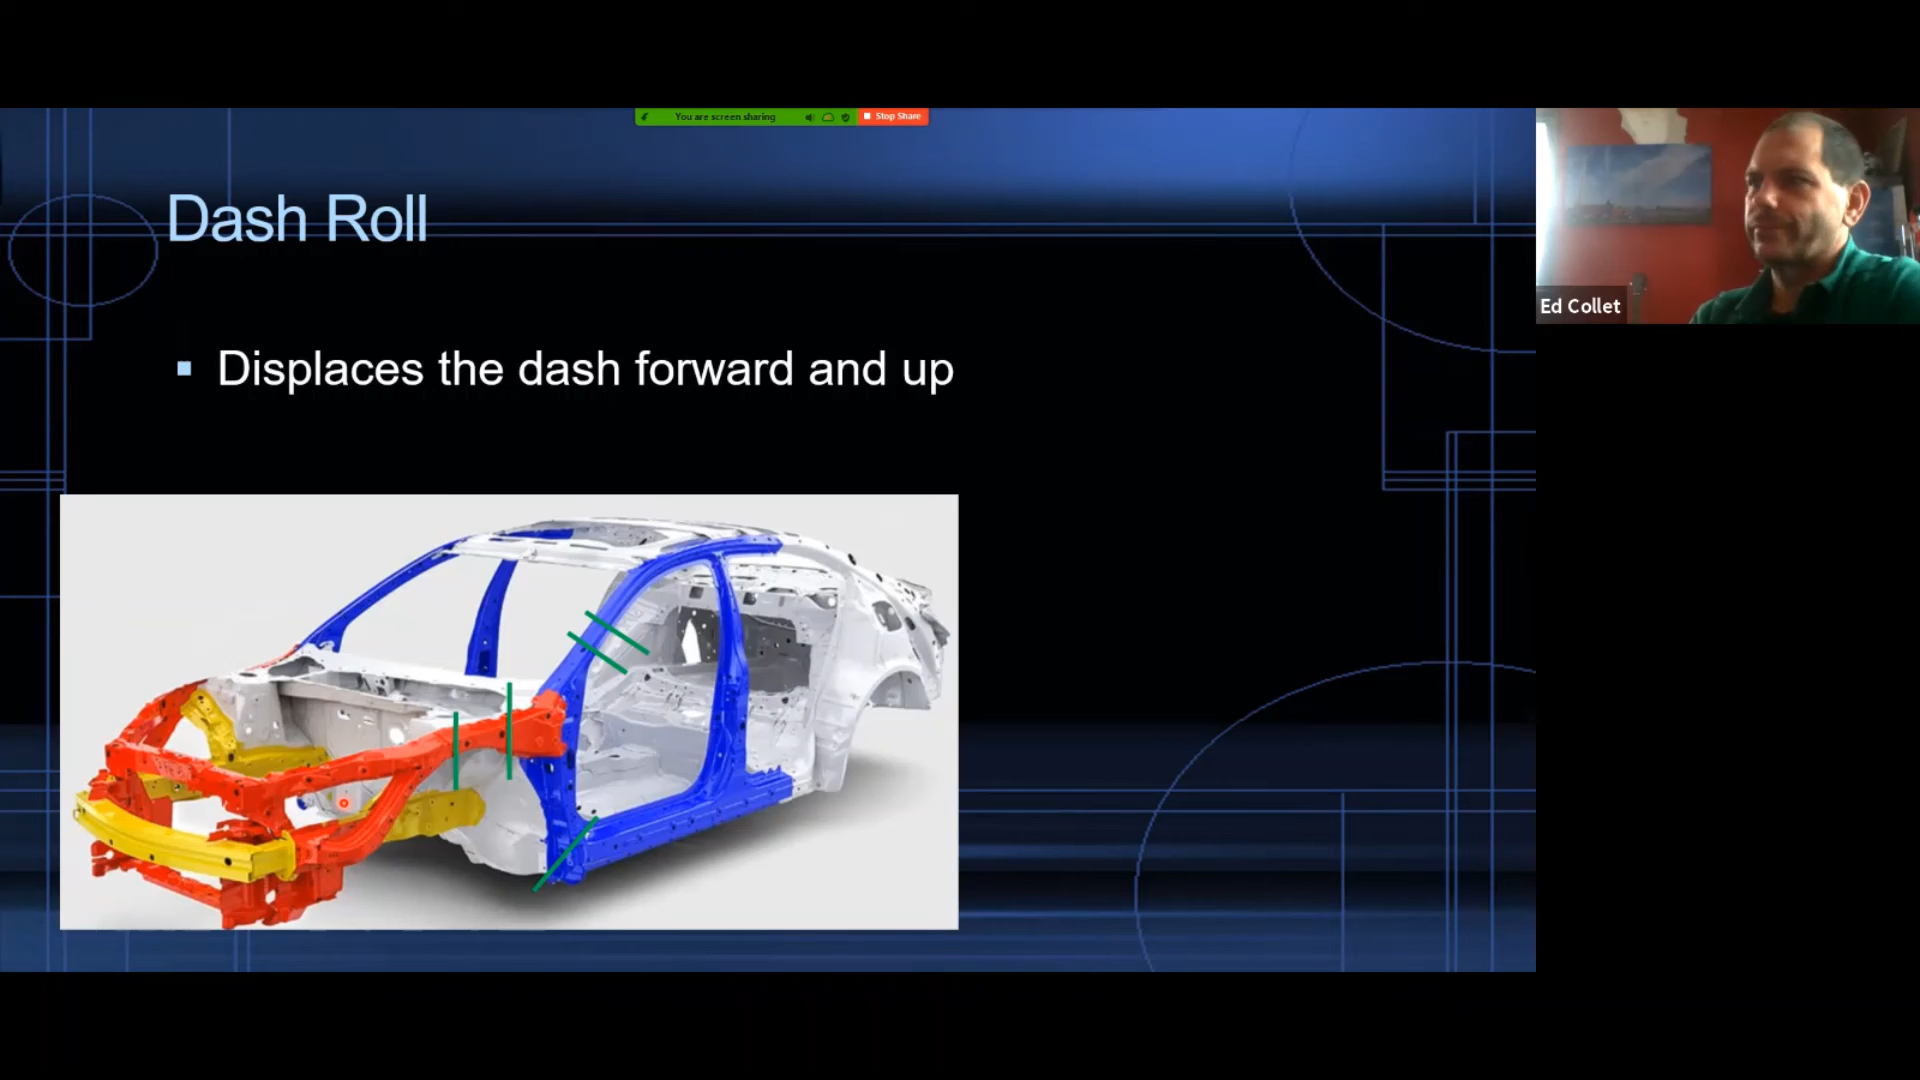 You are screen sharing
Stop Share
Dash Roll
Displaces the dash forward and up
Ed Collet